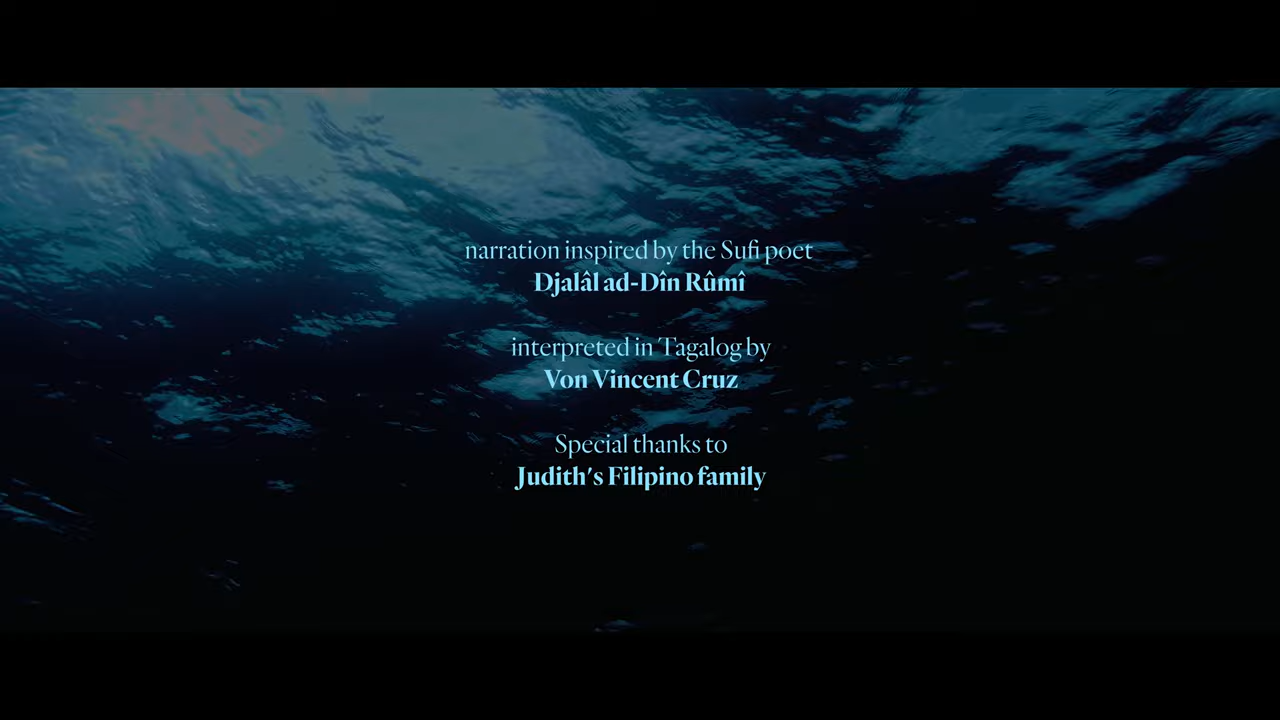 narration inspired by the Sufi poet
Djalâl ad-Dîn Rûmî
interpreted in Tagalog by
Von Vincent Cruz
Special thanks to
Judith's Filipino family